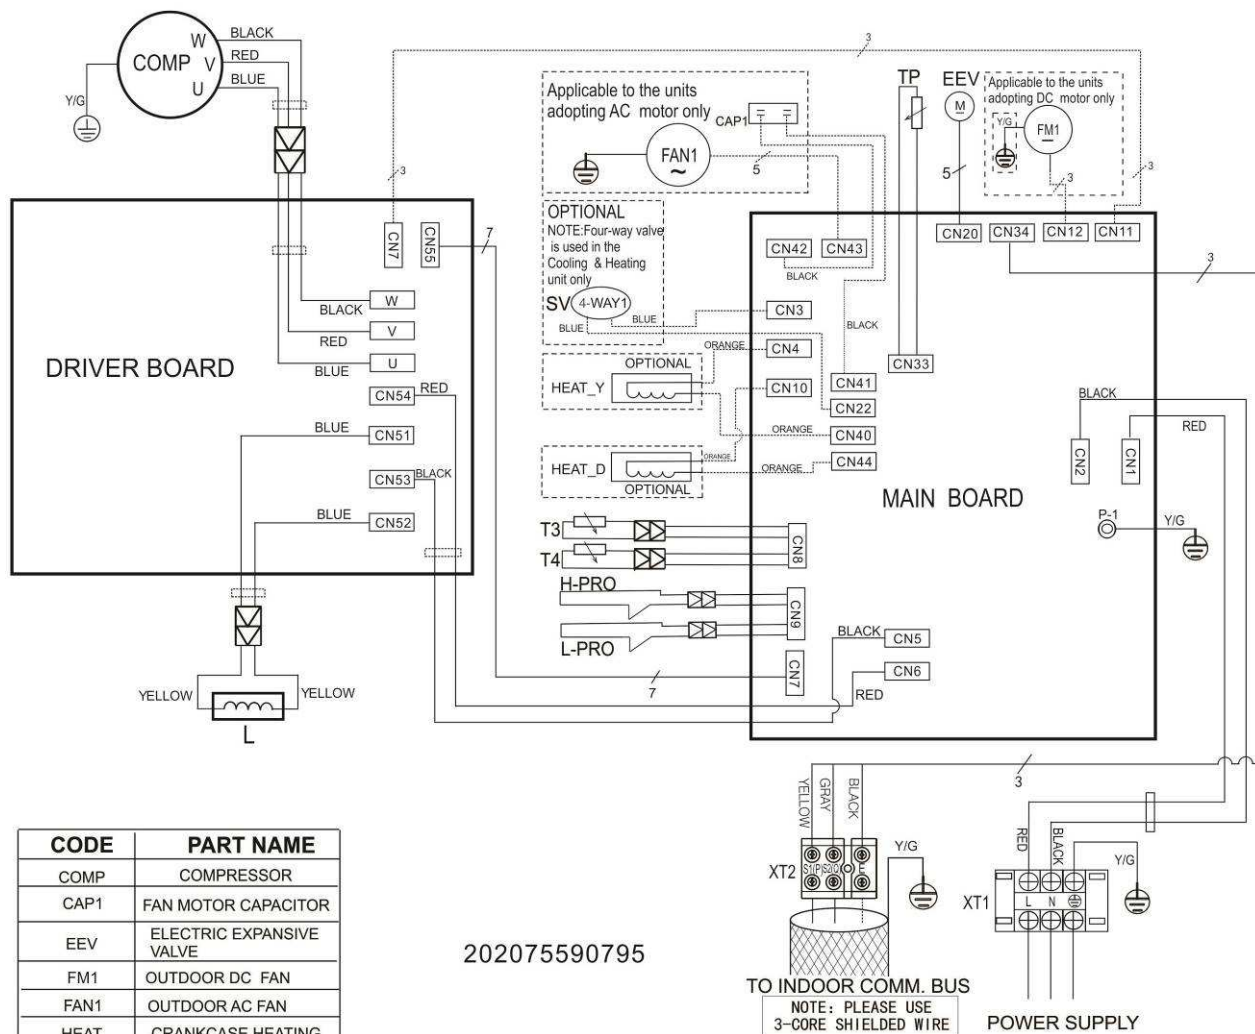 W
BLACK
COMP
V
RED
U
BLUE
Y/G
3
3
3
Applicable to the units
adopting AC motor only
CAP1
FAN1
~
5
TP
EEV
M
5
Applicable to the units
adopting DC motor only
Y/G
FM1
3
OPTIONAL
NOTE:Four-way valve
is used in the
Cooling & Heating
unit only
SV
4-WAY1
BLUE
BLUE
CN7
CN55
7
CN42
CN43
BLACK
CN20
CN34
CN12
CN11
3
BLACK
W
RED
V
BLUE
U
DRIVER BOARD
CN54
RED
BLUE
CN51
CN53
BLACK
BLUE
CN52
CN3
ORANGE
CN4
BLACK
CN33
HEAT_Y
OPTIONAL
CN10
CN41
CN22
ORANGE
CN40
HEAT_D
ORANGE
ORANGE
CN44
OPTIONAL
BLACK
RED
CN2
CN1
MAIN BOARD
P-1
Y/G
T3
T4
CN8
H-PRO
L-PRO
CN9
CN7
7
BLACK
CN5
CN6
RED
YELLOW
YELLOW
L
3
YELLOW
GRAY
BLACK
XT2
S1(P)
S2(Q)
E
Y/G
RED
BLACK
Y/G
XT1
L
N
TO INDOOR COMM. BUS
NOTE: PLEASE USE
3-CORE SHIELDED WIRE
POWER SUPPLY
202075590795
CODE PART NAME
COMP COMPRESSOR
CAP1 FAN MOTOR CAPACITOR
EEV ELECTRIC EXPANSIVE
VALVE
FM1 OUTDOOR DC FAN
FAN1 OUTDOOR AC FAN
HEAT CRANKCASE HEATING